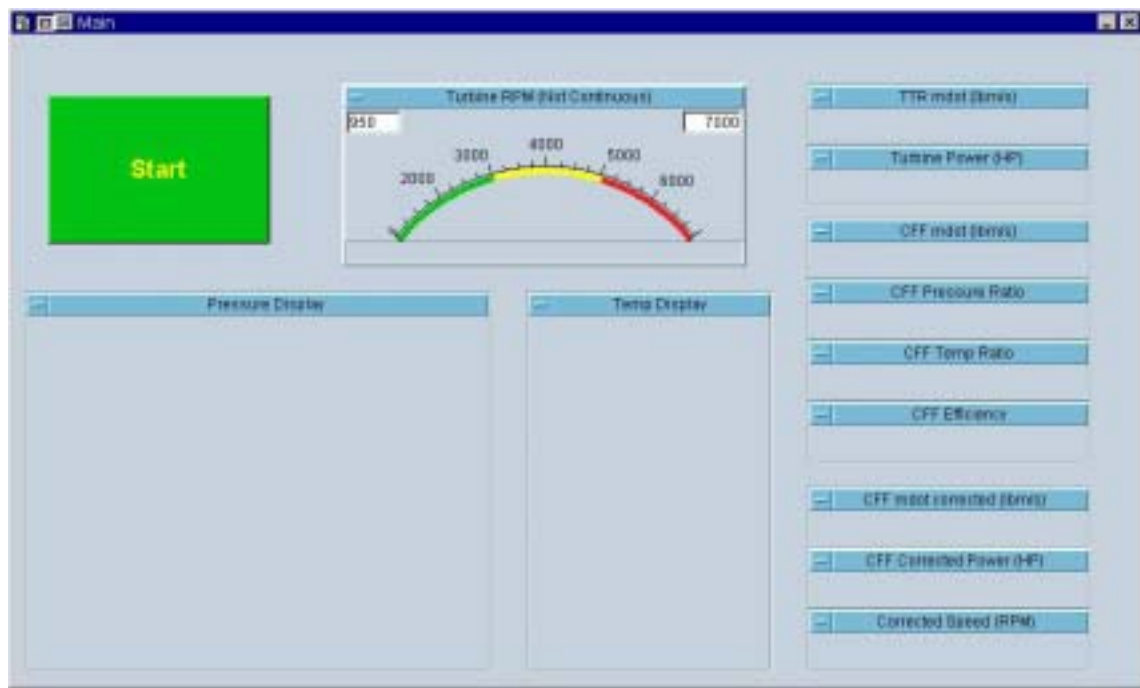 Main
Start
Turbine RPM (Not Continuous)
950
7000
2000
3000
4000
5000
6000
Pressure Display
Temp Display
TTR mdot (lbm/s)
Turbine Power (HP)
CFF mdot (lbm/s)
CFF Pressure Ratio
CFF Temp Ratio
CFF Efficiency
CFF mdot corrected (lbm/s)
CFF Corrected Power (HP)
Corrected Speed (RPM)